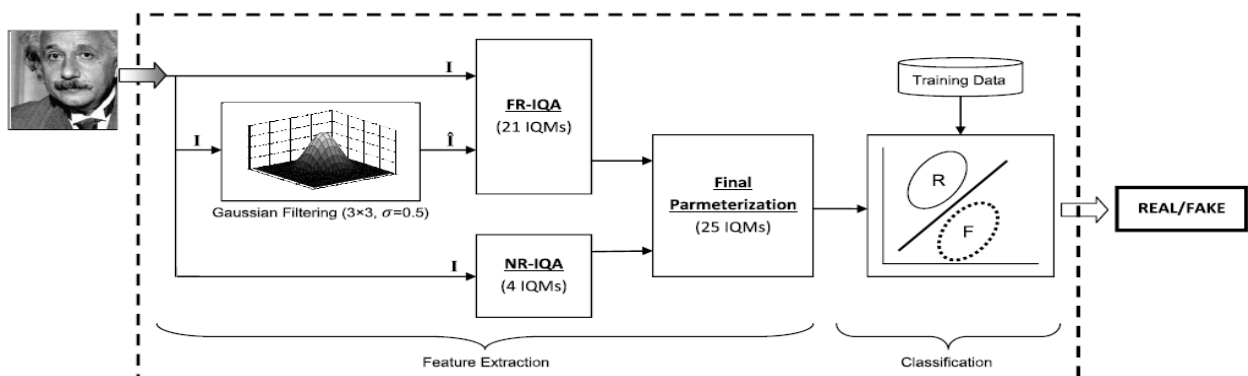 I
FR-IQA
(21 IQMs)
Training Data
I
Î
Gaussian Filtering (3×3, σ=0.5)
Final
Parmeterization
(25 IQMs)
R
F
REAL/FAKE
I
NR-IQA
(4 IQMs)
Feature Extraction
Classification